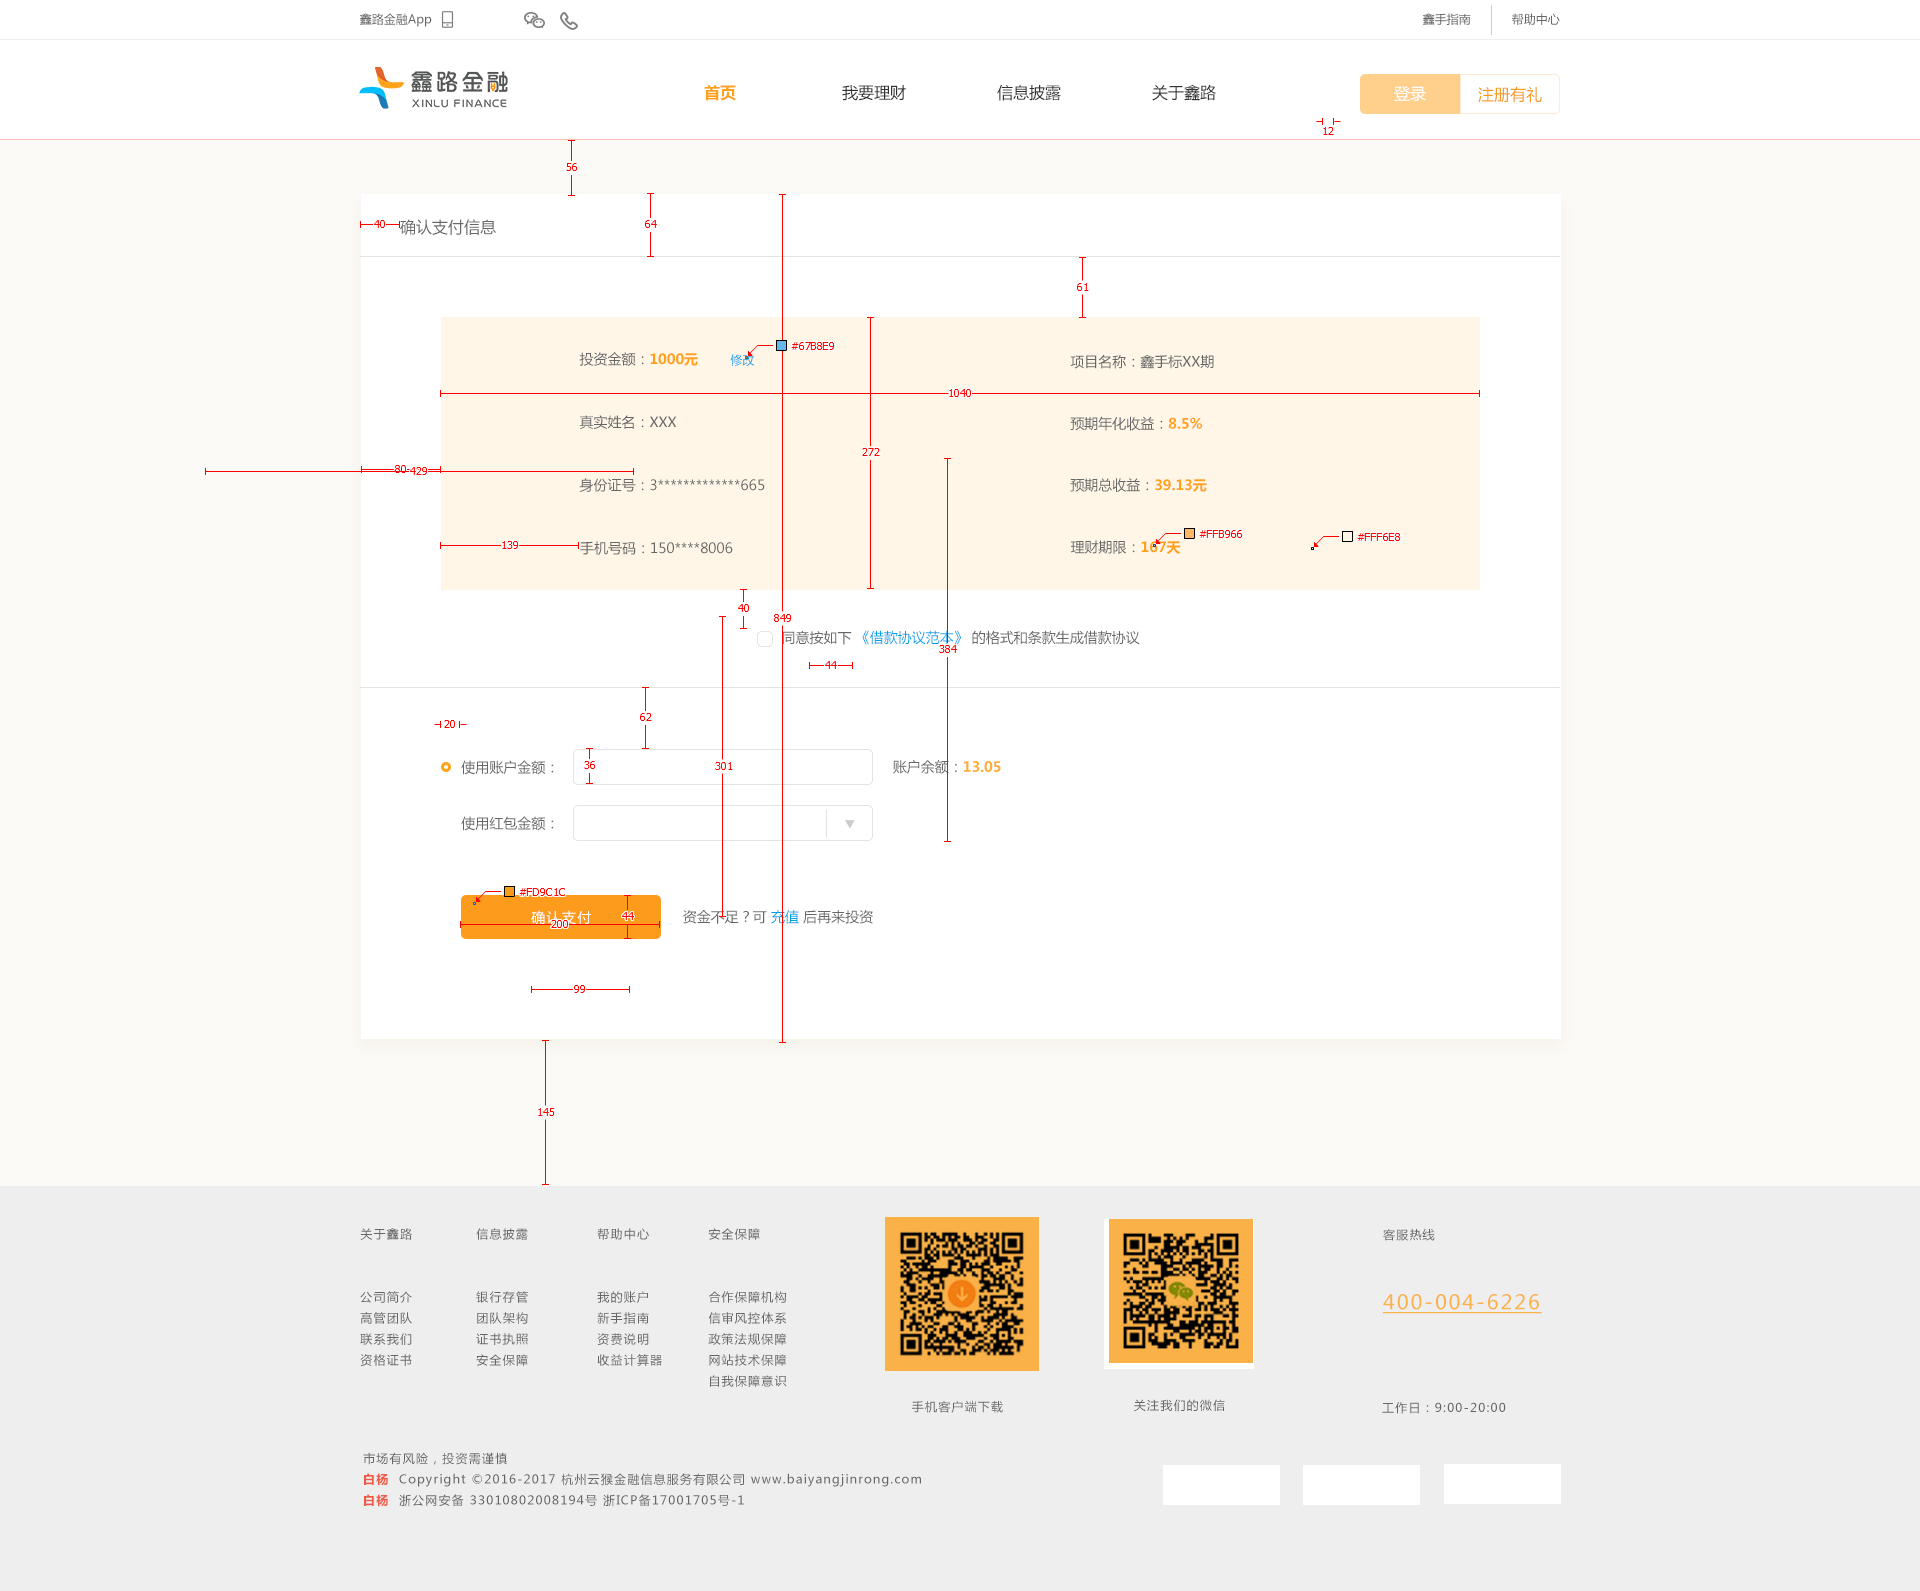 鑫路金融App
鑫手指南
帮助中心
鑫路金融
XINLU FINANCE
首页
我要理财
信息披露
关于鑫路
登录
注册有礼
12
56
40
确认支付信息
64
61
投资金额：1000元
修改
#67B8E9
项目名称：鑫手标XX期
1040
真实姓名：XXX
预期年化收益：8.5%
272
80
429
身份证号：3*************665
预期总收益：39.13元
139
手机号码：150****8006
理财期限：167天
#FFB966
#FFF6E8
40
849
同意按如下 《借款协议范本》 的格式和条款生成借款协议
384
44
62
20
使用账户金额：
36
301
账户余额：13.05
使用红包金额：
#FD9C1C
确认支付
44
200
资金不足？可 充值 后再来投资
99
145
关于鑫路
信息披露
帮助中心
安全保障
客服热线
公司简介
银行存管
我的账户
合作保障机构
高管团队
团队架构
新手指南
信审风控体系
联系我们
证书执照
资费说明
政策法规保障
资格证书
安全保障
收益计算器
网站技术保障
自我保障意识
400-004-6226
手机客户端下载
关注我们的微信
工作日：9:00-20:00
市场有风险，投资需谨慎
白杨 Copyright ©2016-2017 杭州云猴金融信息服务有限公司 www.baiyangjinrong.com
白杨 浙公网安备 33010802008194号 浙ICP备17001705号-1